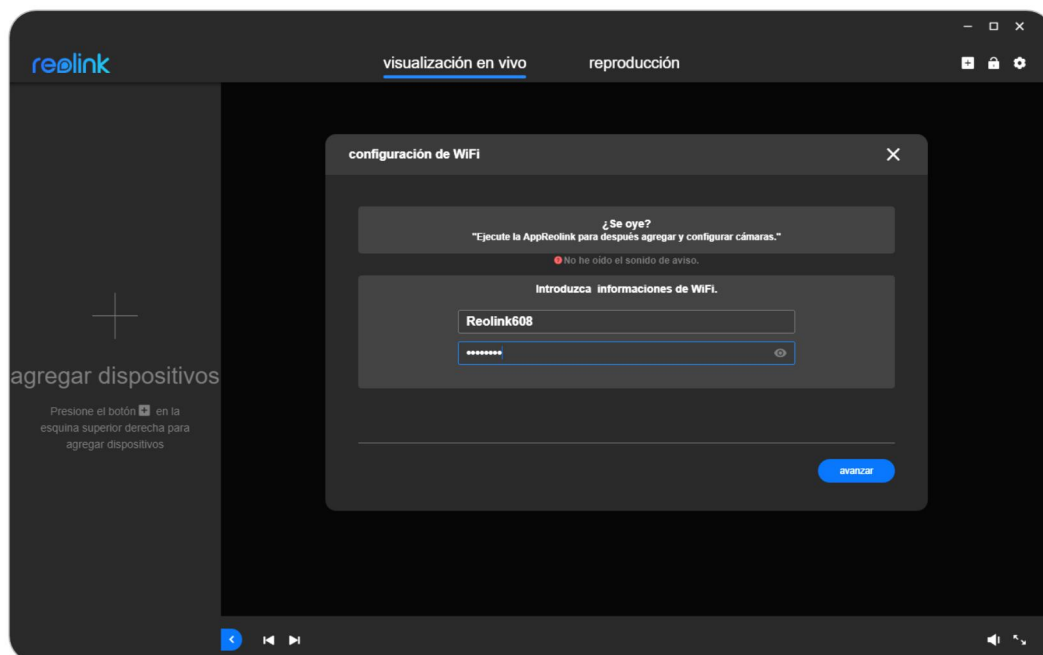 reolink
visualización en vivo
reproducción
configuración de WiFi
¿Se oye?
"Ejecute la AppReolink para después agregar y configurar cámaras."
No he oído el sonido de aviso.
Introduzca informaciones de WiFi.
Reolink608
••••••••
avanzar
agregar dispositivos
Presione el botón + en la
esquina superior derecha para
agregar dispositivos